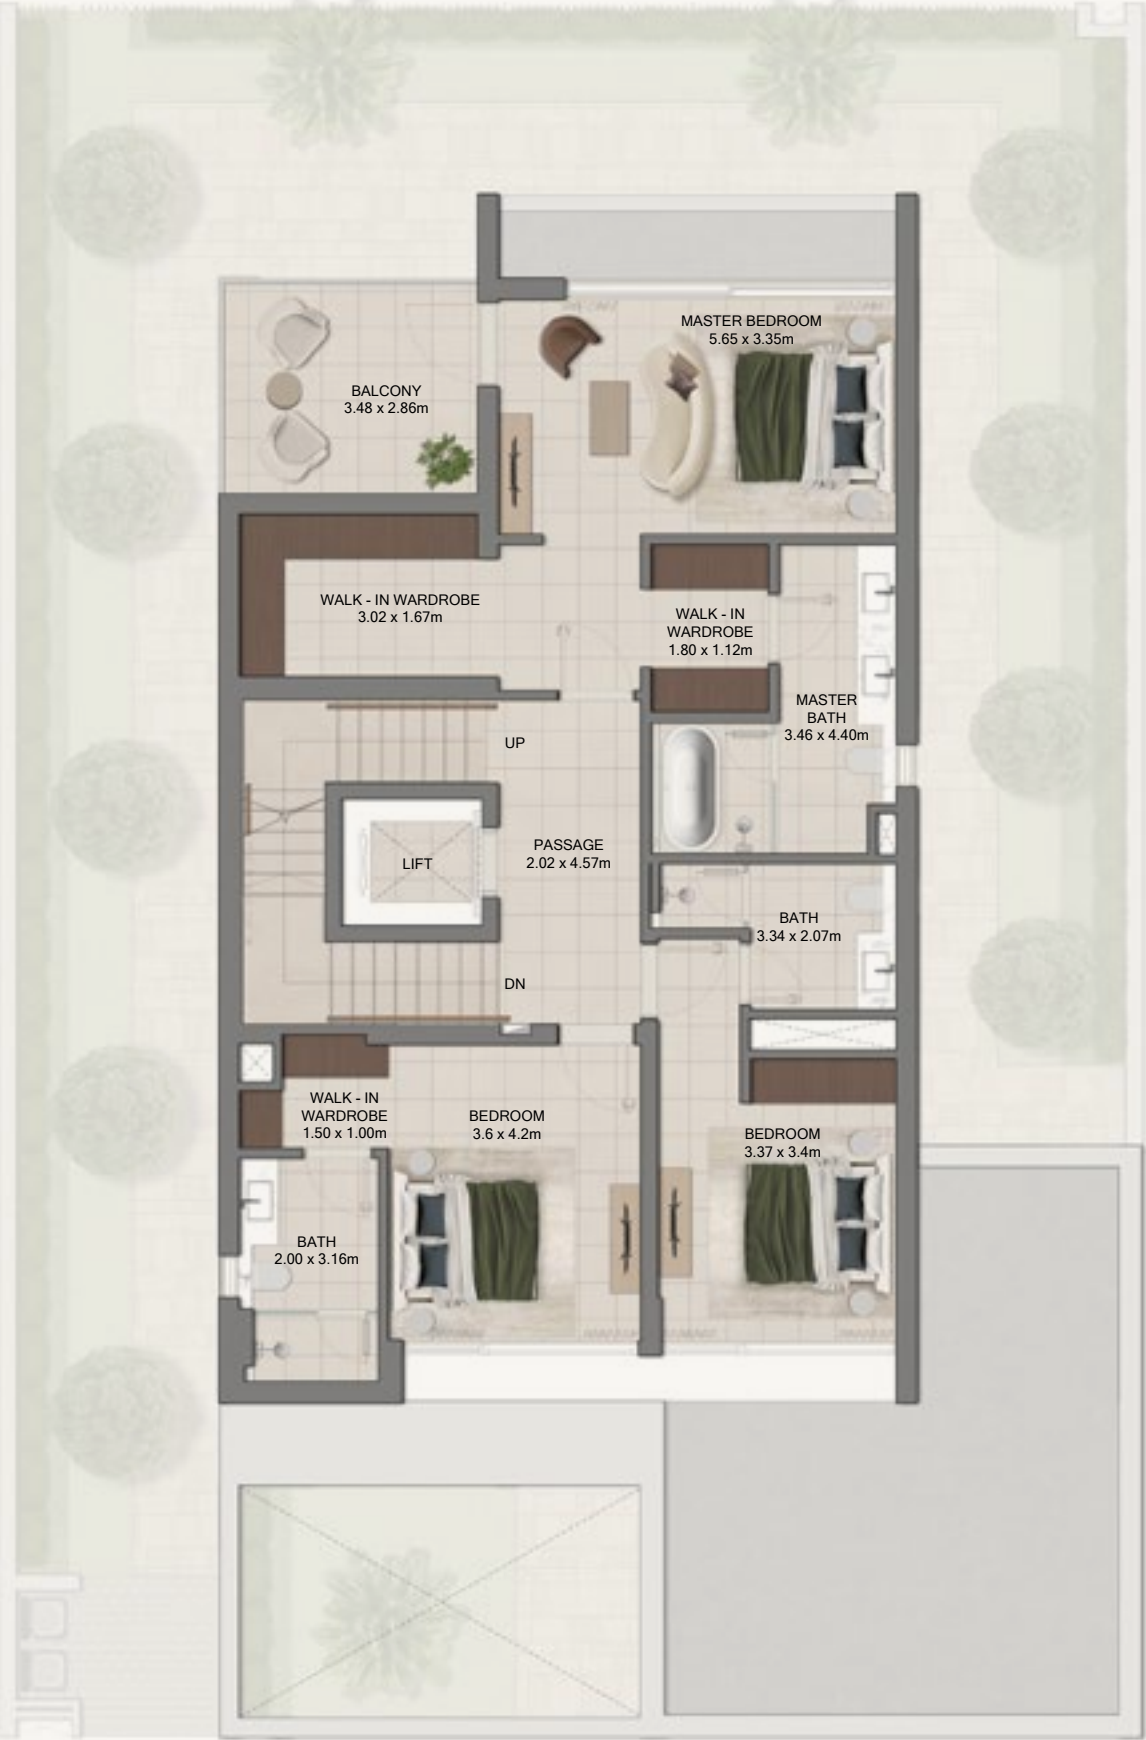 MASTER BEDROOM
5.65 x 3.35m
BALCONY
3.48 x 2.86m
WALK - IN WARDROBE
3.02 x 1.67m
WALK - IN
WARDROBE
1.80 x 1.12m
MASTER
BATH
3.46 x 4.40m
UP
PASSAGE
2.02 x 4.57m
LIFT
BATH
3.34 x 2.07m
DN
WALK - IN
WARDROBE
1.50 x 1.00m
BEDROOM
3.6 x 4.2m
BEDROOM
3.37 x 3.4m
BATH
2.00 x 3.16m